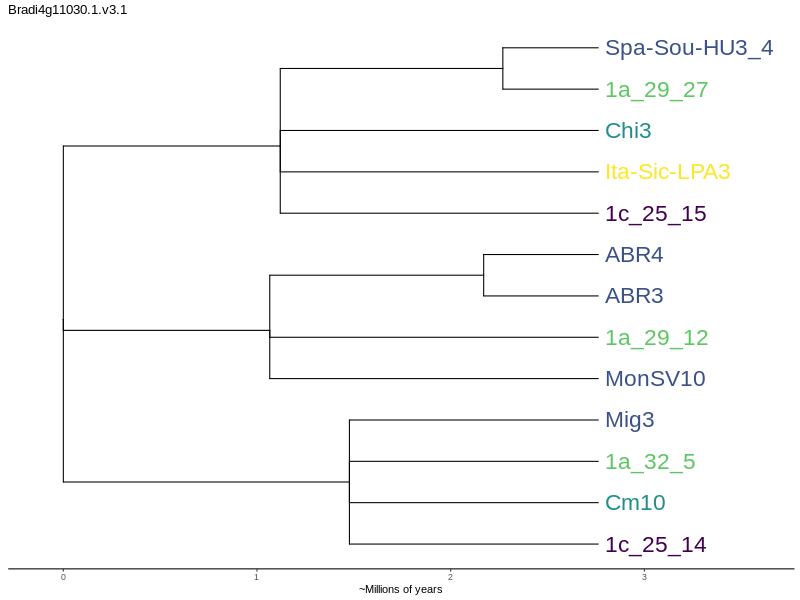 Bradi4g11030.1.v3.1
Spa-Sou-HU3_4
1a_29_27
Chi3
Ita-Sic-LPA3
1c_25_15
ABR4
ABR3
1a_29_12
MonSV10
Mig3
1a_32_5
Cm10
1c_25_14
0 1 2 3
~Millions of years